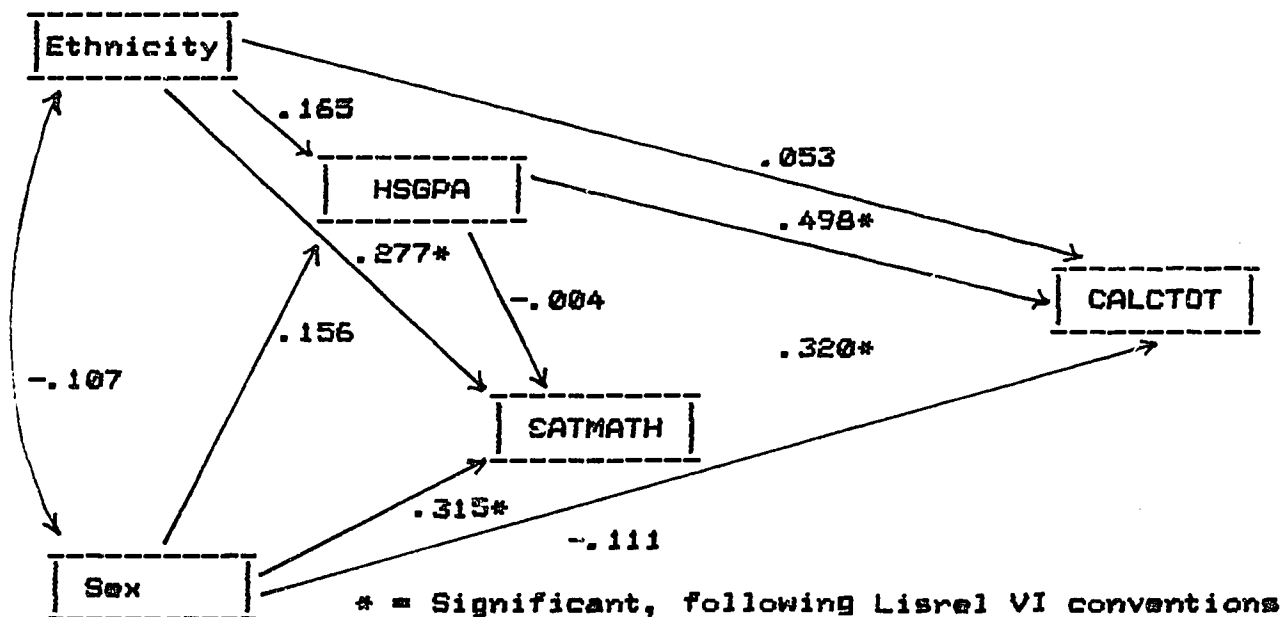 Ethnicity
.165
.053
HSGPA
.498*
.277*
-.004
CALCTOT
.156
.320*
-.107
SATMATH
.315*
-.111
Sex
* = Significant, following Lisrel VI conventions